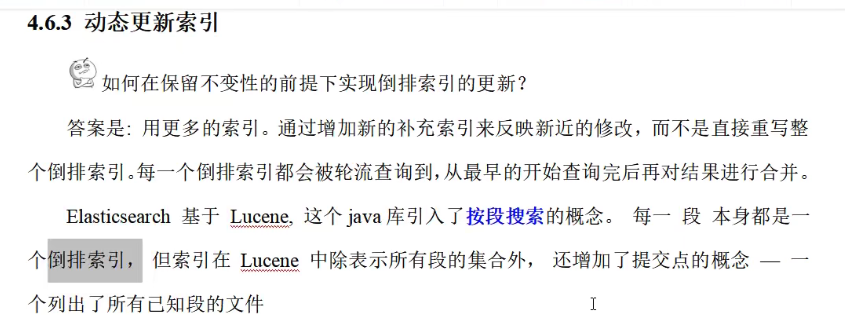 4.6.3 动态更新索引
如何在保留不变性的前提下实现倒排索引的更新？
答案是: 用更多的索引。通过增加新的补充索引来反映新近的修改，而不是直接重写整
个倒排索引。每一个倒排索引都会被轮流查询到，从最早的开始查询完后再对结果进行合并。
Elasticsearch 基于 Lucene, 这个 java 库引入了按段搜索的概念。 每一 段 本身都是一
个倒排索引， 但索引在 Lucene 中除表示所有段的集合外， 还增加了提交点的概念 — 一
个列出了所有已知段的文件